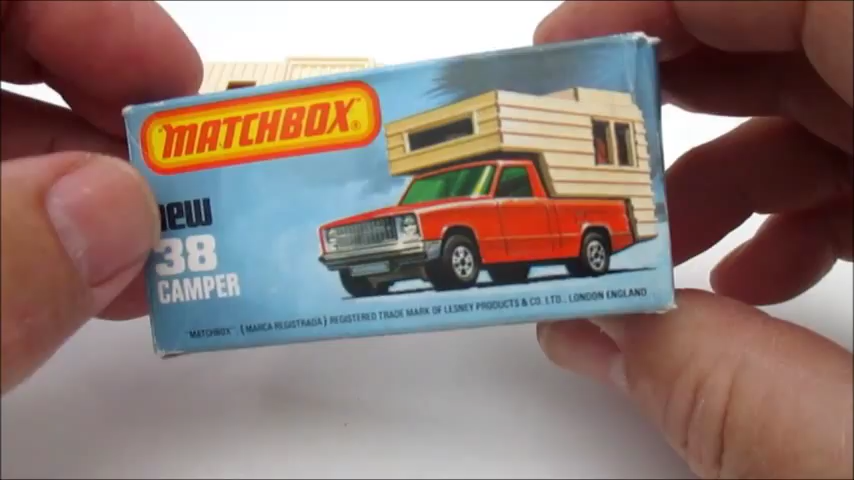 "MATCHBOX"®
new
38
CAMPER
"MATCHBOX" (MARCA REGISTRADA) REGISTERED TRADE MARK OF LESNEY PRODUCTS & CO. LTD., LONDON ENGLAND